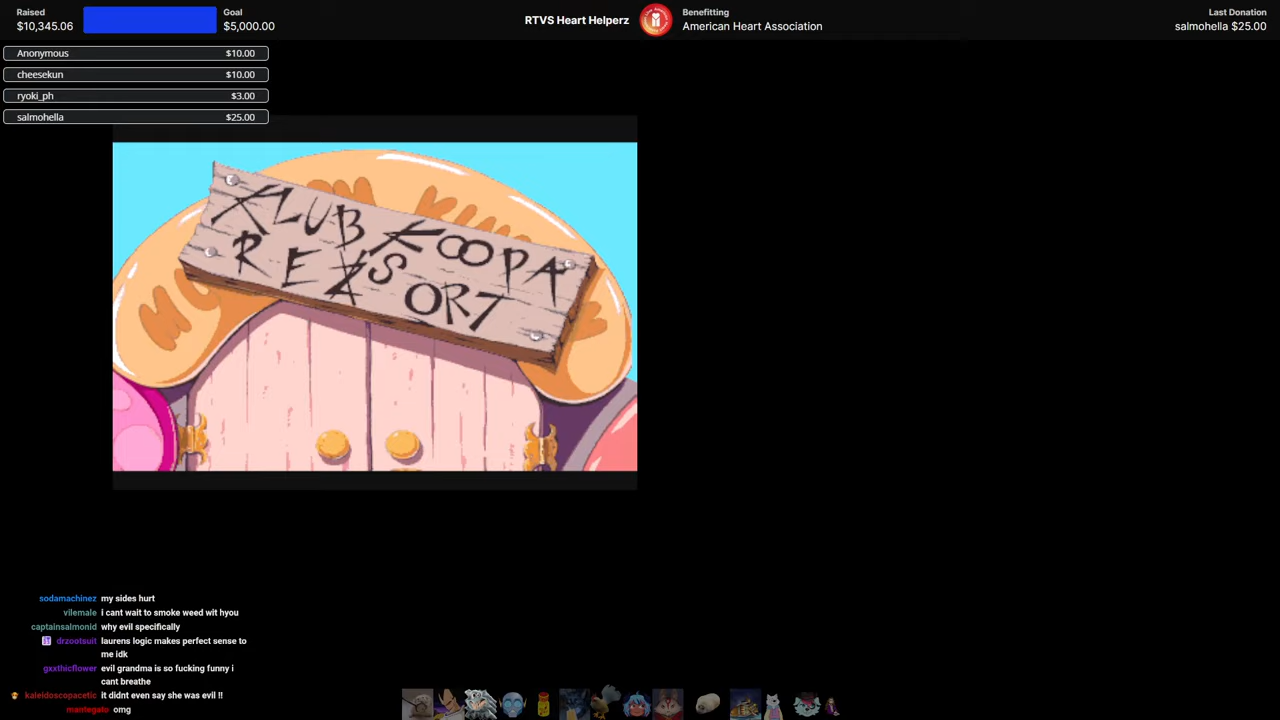 Raised
$10,345.06
Goal
$5,000.00
RTVS Heart Helperz
Benefitting
American Heart Association
Last Donation
salmohella $25.00
Anonymous $10.00
cheesekun $10.00
ryoki_ph $3.00
salmohella $25.00
KLUB KOOPA
REZSORT
sodamachinez my sides hurt
vilemale i cant wait to smoke weed wit hyou
captainsalmonid why evil specifically
drzootsuit laurens logic makes perfect sense to
me idk
gxxthicflower evil grandma is so fucking funny i
cant breathe
kaleidoscopacetic it didnt even say she was evil !!
mantegato omg